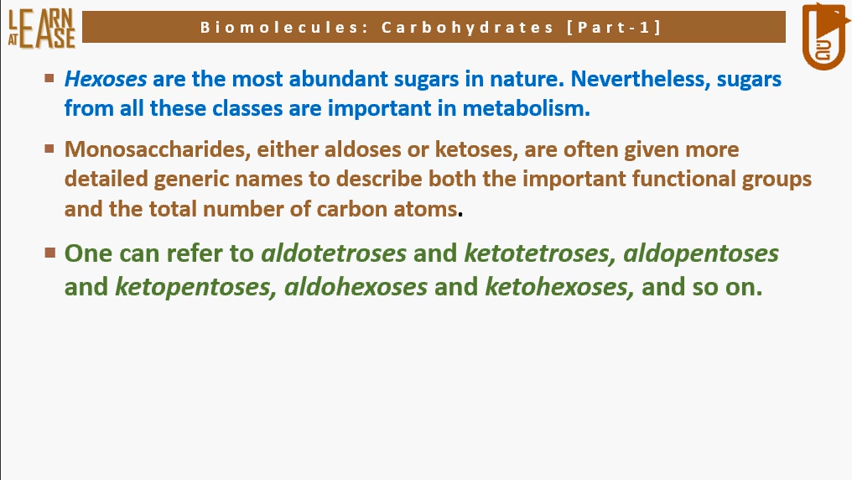 LEARN
AT EASE
Biomolecules: Carbohydrates [Part-1]
Hexoses are the most abundant sugars in nature. Nevertheless, sugars
from all these classes are important in metabolism.
Monosaccharides, either aldoses or ketoses, are often given more
detailed generic names to describe both the important functional groups
and the total number of carbon atoms.
One can refer to aldotetroses and ketotetroses, aldopentoses
and ketopentoses, aldohexoses and ketohexoses, and so on.